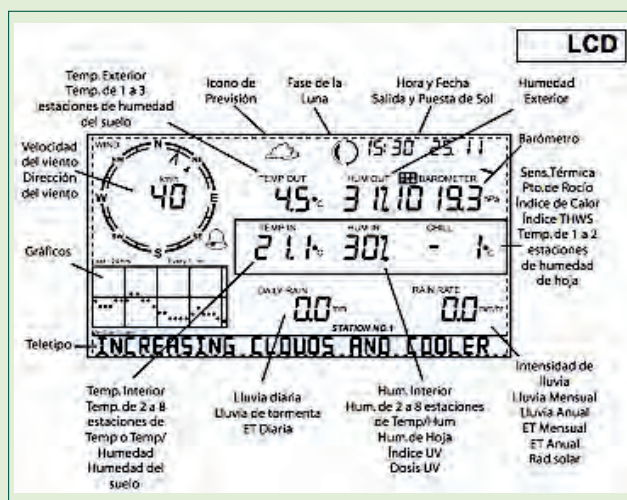 LCD
Temp. Exterior
Temp. de 1 a 3
estaciones de humedad
del suelo
Icono de
Previsión
Fase de la
Luna
Hora y Fecha
Salida y Puesta de Sol
Humedad
Exterior
Velocidad
del viento
Dirección
del viento
WIND
N
W
E
S
40
15:30 25.11
TEMP OUT
4.5°C
HUM OUT
31%
BAROMETER
1019.3 hPa
Barómetro
Sens. Térmica
Pto. de Rocío
Índice de Calor
Índice THWS
Temp. de 1 a 2
estaciones
de humedad
de hoja
TEMP IN
21.1°C
HUM IN
30%
CHILL
-1°C
Gráficos
DAILY RAIN
0.0 mm
RAIN RATE
0.0 mm/hr
STATION NO.1
Teletipo
INCREASING CLOUDS AND COOLER
Temp. Interior
Temp. de 2 a 8
estaciones de
Temp o Temp/
Humedad
Humedad del
suelo
Lluvia diaria
Lluvia de tormenta
ET Diaria
Hum. Interior
Hum. de 2 a 8 estaciones
de Temp/Hum
Hum. de Hoja
Índice UV
Dosis UV
Intensidad de
lluvia
Lluvia Mensual
Lluvia Anual
ET Mensual
ET Anual
Rad solar